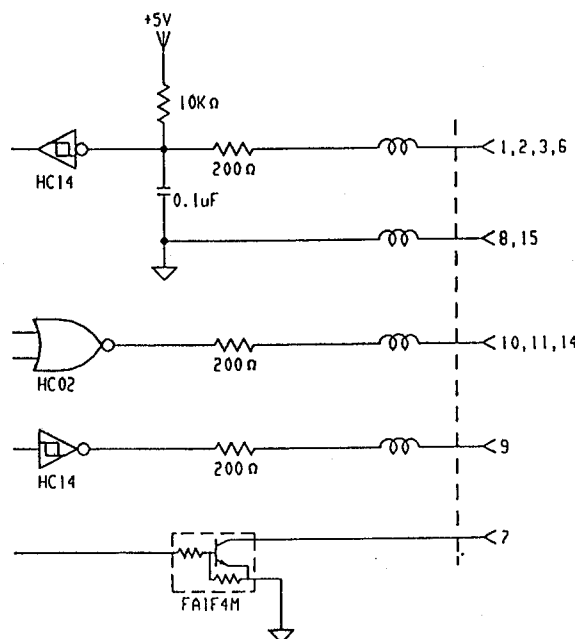 +5V
10KΩ
1,2,3,6
HC14
200Ω
0.1uF
8,15
10,11,14
HC02
200Ω
9
HC14
200Ω
7
FA1F4M